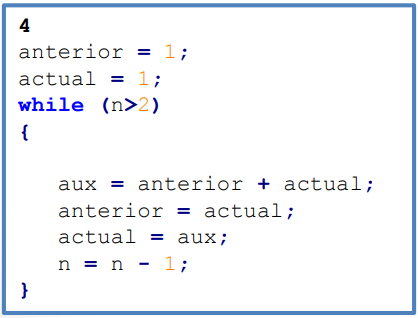 4
anterior = 1;
actual = 1;
while (n>2)
{
aux = anterior + actual;
anterior = actual;
actual = aux;
n = n - 1;
}